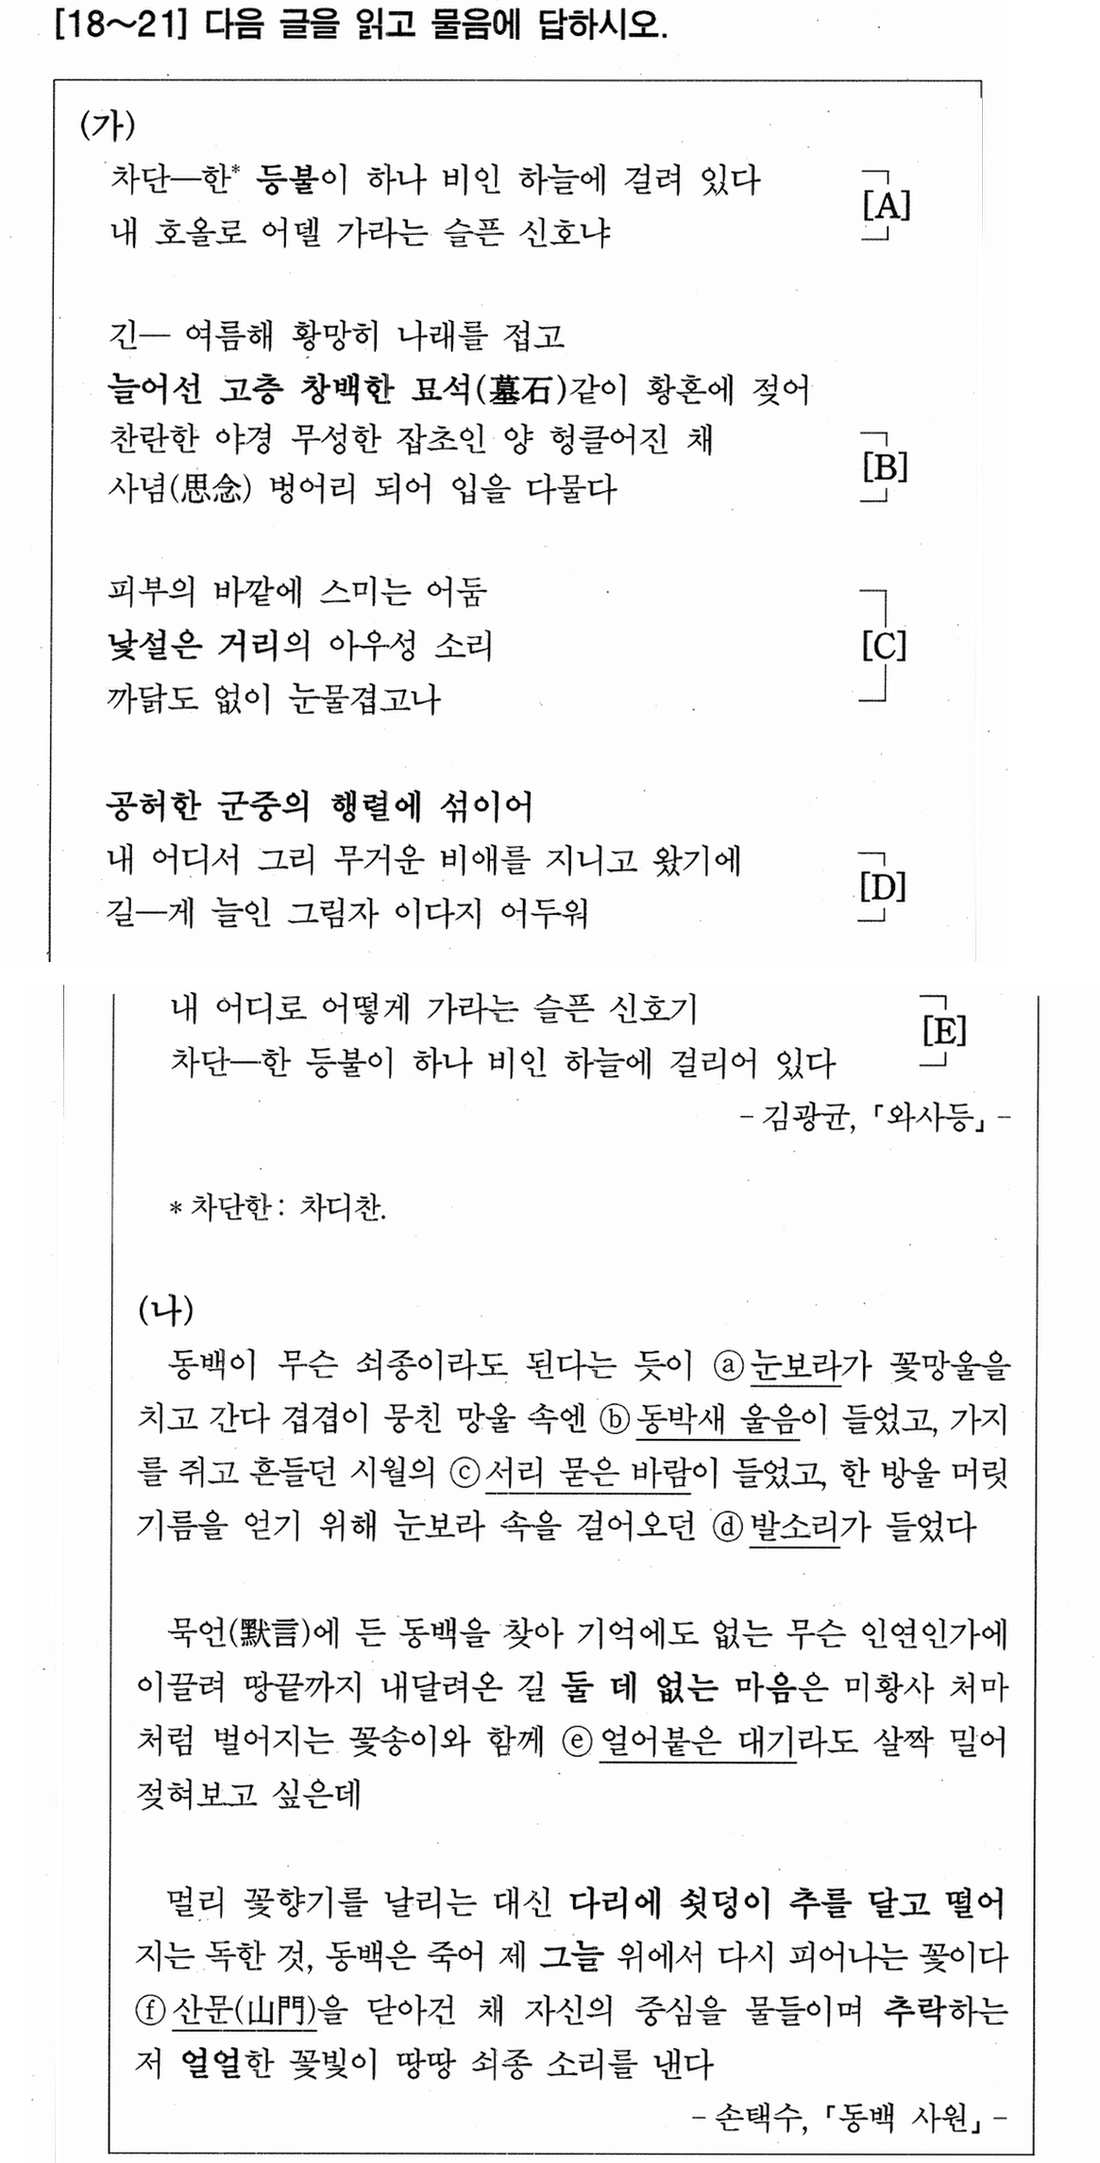 [18～21] 다음 글을 읽고 물음에 답하시오.
(가)
차단―한* 등불이 하나 비인 하늘에 걸려 있다
[A]
내 호올로 어델 가라는 슬픈 신호냐
긴― 여름해 황망히 나래를 접고
늘어선 고층 창백한 묘석(墓石)같이 황혼에 젖어
찬란한 야경 무성한 잡초인 양 헝클어진 채
[B]
사념(思念) 벙어리 되어 입을 다물다
피부의 바깥에 스미는 어둠
낯설은 거리의 아우성 소리
[C]
까닭도 없이 눈물겹고나
공허한 군중의 행렬에 섞이어
내 어디서 그리 무거운 비애를 지니고 왔기에
[D]
길―게 늘인 그림자 이다지 어두워
내 어디로 어떻게 가라는 슬픈 신호기
[E]
차단―한 등불이 하나 비인 하늘에 걸리어 있다
- 김광균, 「와사등」 -
* 차단한 : 차디찬.
(나)
동백이 무슨 쇠종이라도 된다는 듯이 ⓐ눈보라가 꽃망울을
치고 간다 겹겹이 뭉친 망울 속엔 ⓑ동박새 울음이 들었고, 가지
를 쥐고 흔들던 시월의 ⓒ서리 묻은 바람이 들었고, 한 방울 머릿
기름을 얻기 위해 눈보라 속을 걸어오던 ⓓ발소리가 들었다
묵언(默言)에 든 동백을 찾아 기억에도 없는 무슨 인연인가에
이끌려 땅끝까지 내달려온 길 둘 데 없는 마음은 미황사 처마
처럼 벌어지는 꽃송이와 함께 ⓔ얼어붙은 대기라도 살짝 밀어
젖혀보고 싶은데
멀리 꽃향기를 날리는 대신 다리에 쇳덩이 추를 달고 떨어
지는 독한 것, 동백은 죽어 제 그늘 위에서 다시 피어나는 꽃이다
ⓕ산문(山門)을 닫아건 채 자신의 중심을 물들이며 추락하는
저 얼얼한 꽃빛이 땅땅 쇠종 소리를 낸다
- 손택수, 「동백 사원」 -